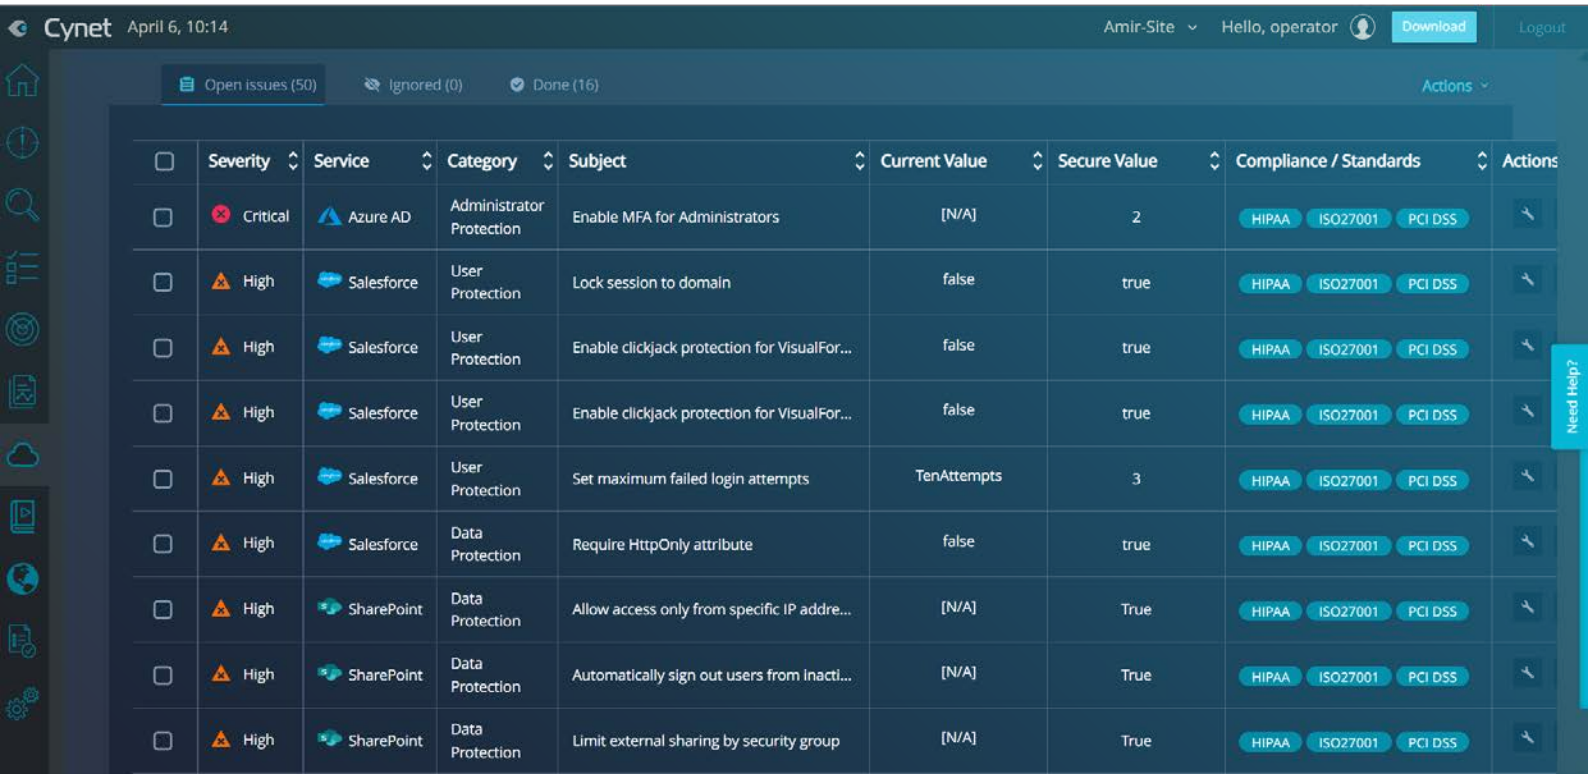 Cynet April 6, 10:14 Amir-Site Hello, operator Download Logout
Open issues (50) Ignored (0) Done (16) Actions
Severity Service Category Subject Current Value Secure Value Compliance / Standards Actions
Critical Azure AD Administrator Protection Enable MFA for Administrators [N/A] 2 HIPAA ISO27001 PCI DSS
High Salesforce User Protection Lock session to domain false true HIPAA ISO27001 PCI DSS
High Salesforce User Protection Enable clickjack protection for VisualFor... false true HIPAA ISO27001 PCI DSS
High Salesforce User Protection Enable clickjack protection for VisualFor... false true HIPAA ISO27001 PCI DSS
High Salesforce User Protection Set maximum failed login attempts TenAttempts 3 HIPAA ISO27001 PCI DSS
High Salesforce Data Protection Require HttpOnly attribute false true HIPAA ISO27001 PCI DSS
High SharePoint Data Protection Allow access only from specific IP addre... [N/A] True HIPAA ISO27001 PCI DSS
High SharePoint Data Protection Automatically sign out users from inacti... [N/A] True HIPAA ISO27001 PCI DSS
High SharePoint Data Protection Limit external sharing by security group [N/A] True HIPAA ISO27001 PCI DSS
Need Help?